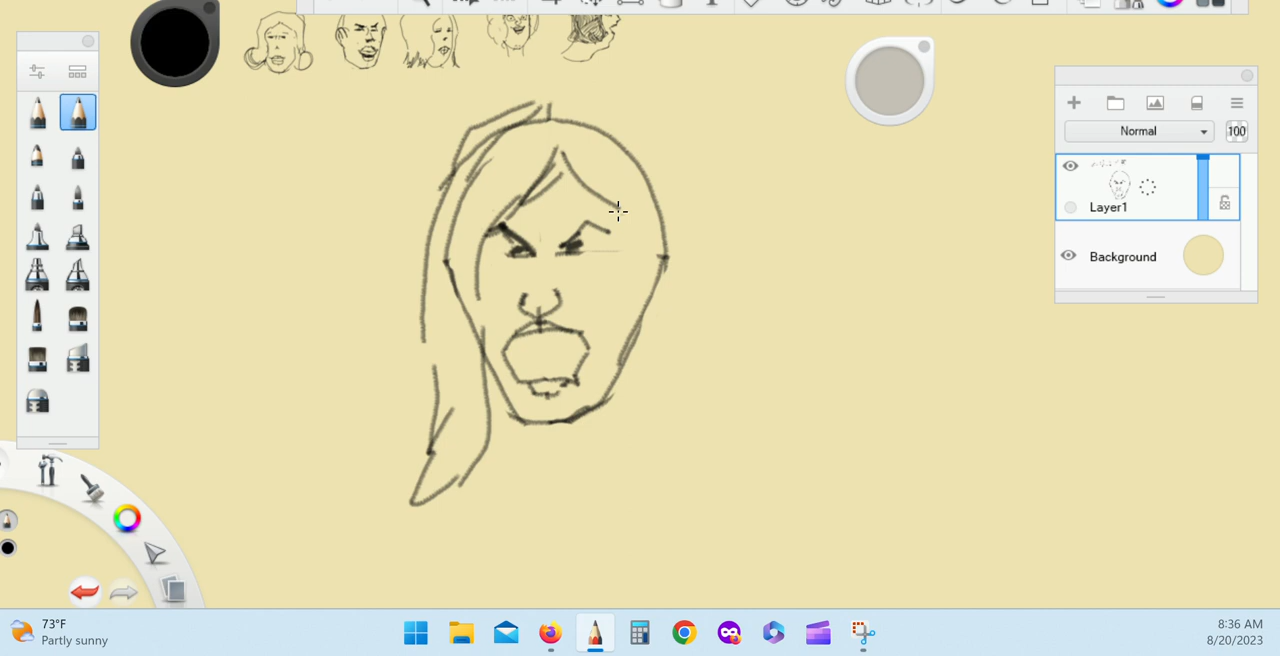 Normal
100
Layer1
Background
73°F
Partly sunny
8:36 AM
8/20/2023